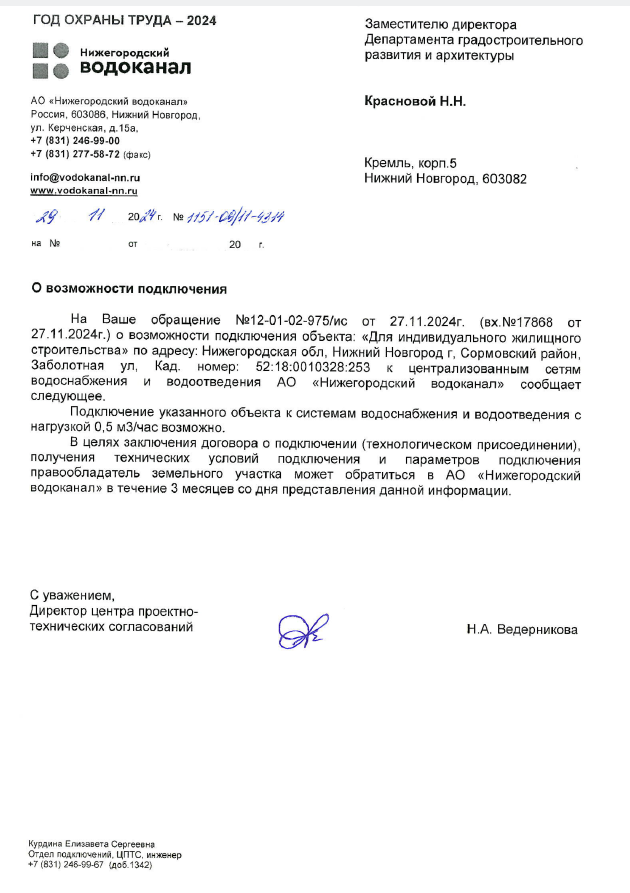 ГОД ОХРАНЫ ТРУДА – 2024
Нижегородский
водоканал
АО «Нижегородский водоканал»
Россия, 603086, Нижний Новгород,
ул. Керченская, д.15а,
+7 (831) 246-99-00
+7 (831) 277-58-72 (факс)
info@vodokanal-nn.ru
www.vodokanal-nn.ru
29 11 2024 г. №
на № от 20 г.
Заместителю директора
Департамента градостроительного
развития и архитектуры
Красновой Н.Н.
Кремль, корп.5
Нижний Новгород, 603082
О возможности подключения
На Ваше обращение №12-01-02-975/ис от 27.11.2024г. (вх.№17868 от
27.11.2024г.) о возможности подключения объекта: «Для индивидуального жилищного
строительства» по адресу: Нижегородская обл, Нижний Новгород г, Сормовский район,
Заболотная ул, Кад. номер: 52:18:0010328:253 к централизованным сетям
водоснабжения и водоотведения АО «Нижегородский водоканал» сообщает
следующее.
Подключение указанного объекта к системам водоснабжения и водоотведения с
нагрузкой 0,5 м3/час возможно.
В целях заключения договора о подключении (технологическом присоединении),
получения технических условий подключения и параметров подключения
правообладатель земельного участка может обратиться в АО «Нижегородский
водоканал» в течение 3 месяцев со дня представления данной информации.
С уважением,
Директор центра проектно-
технических согласований
Н.А. Ведерникова
Курдина Елизавета Сергеевна
Отдел подключений, ЦПТС, инженер
+7 (831) 246-99-67 (доб.1342)